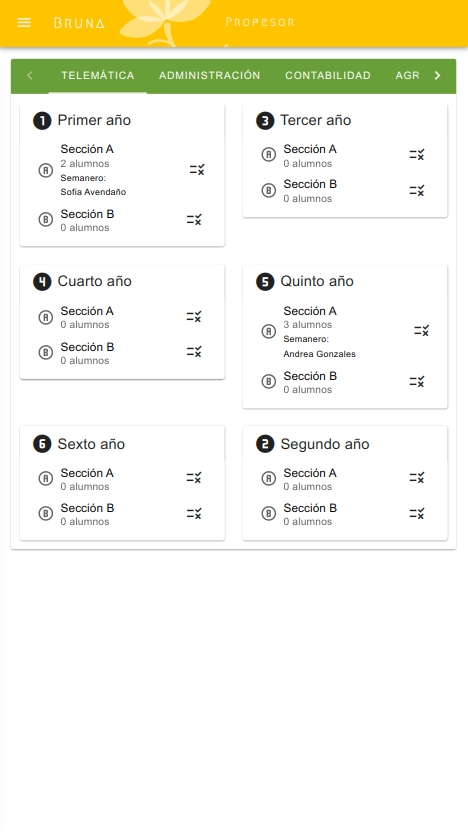 Bruna
Profesor
TELEMÁTICA ADMINISTRACIÓN CONTABILIDAD AGR
1 Primer año
A Sección A
2 alumnos
Semanero:
Sofia Avendaño
B Sección B
0 alumnos
3 Tercer año
A Sección A
0 alumnos
B Sección B
0 alumnos
4 Cuarto año
A Sección A
0 alumnos
B Sección B
0 alumnos
5 Quinto año
A Sección A
3 alumnos
Semanero:
Andrea Gonzales
B Sección B
0 alumnos
6 Sexto año
A Sección A
0 alumnos
B Sección B
0 alumnos
2 Segundo año
A Sección A
0 alumnos
B Sección B
0 alumnos